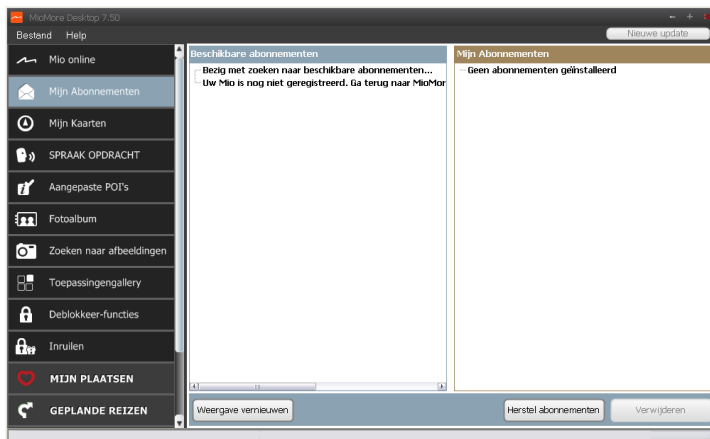 MioMore Desktop 7.50
Bestand Help
Nieuwe update
Mio online
Mijn Abonnementen
Mijn Kaarten
SPRAAK OPDRACHT
Aangepaste POI's
Fotoalbum
Zoeken naar afbeeldingen
Toepassingengallery
Deblokkeer-functies
Inruilen
MIJN PLAATSEN
GEPLANDE REIZEN
Beschikbare abonnementen
Bezig met zoeken naar beschikbare abonnementen...
Uw Mio is nog niet geregistreerd. Ga terug naar MioMor
Weergave vernieuwen
Mijn Abonnementen
Geen abonnementen geïnstalleerd
Herstel abonnementen
Verwijderen